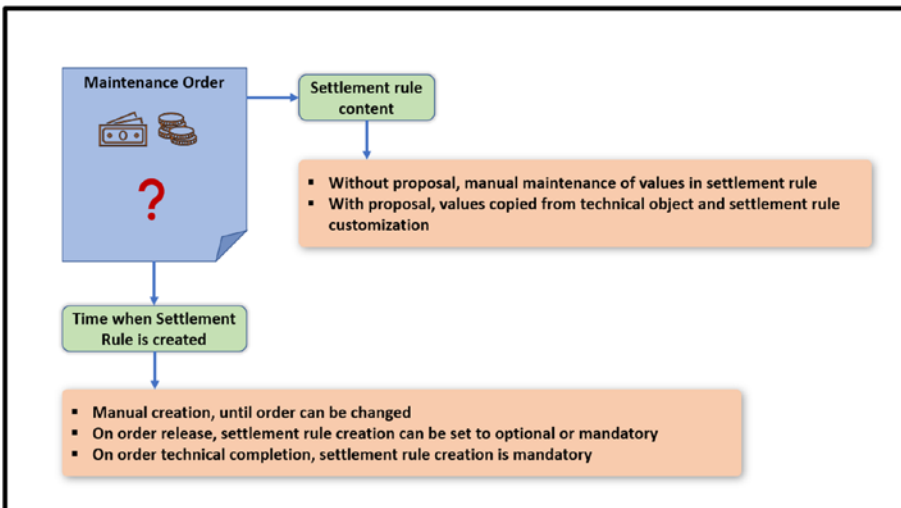 Maintenance Order
?
Settlement rule
content
▪ Without proposal, manual maintenance of values in settlement rule
▪ With proposal, values copied from technical object and settlement rule
customization
Time when Settlement
Rule is created
▪ Manual creation, until order can be changed
▪ On order release, settlement rule creation can be set to optional or mandatory
▪ On order technical completion, settlement rule creation is mandatory